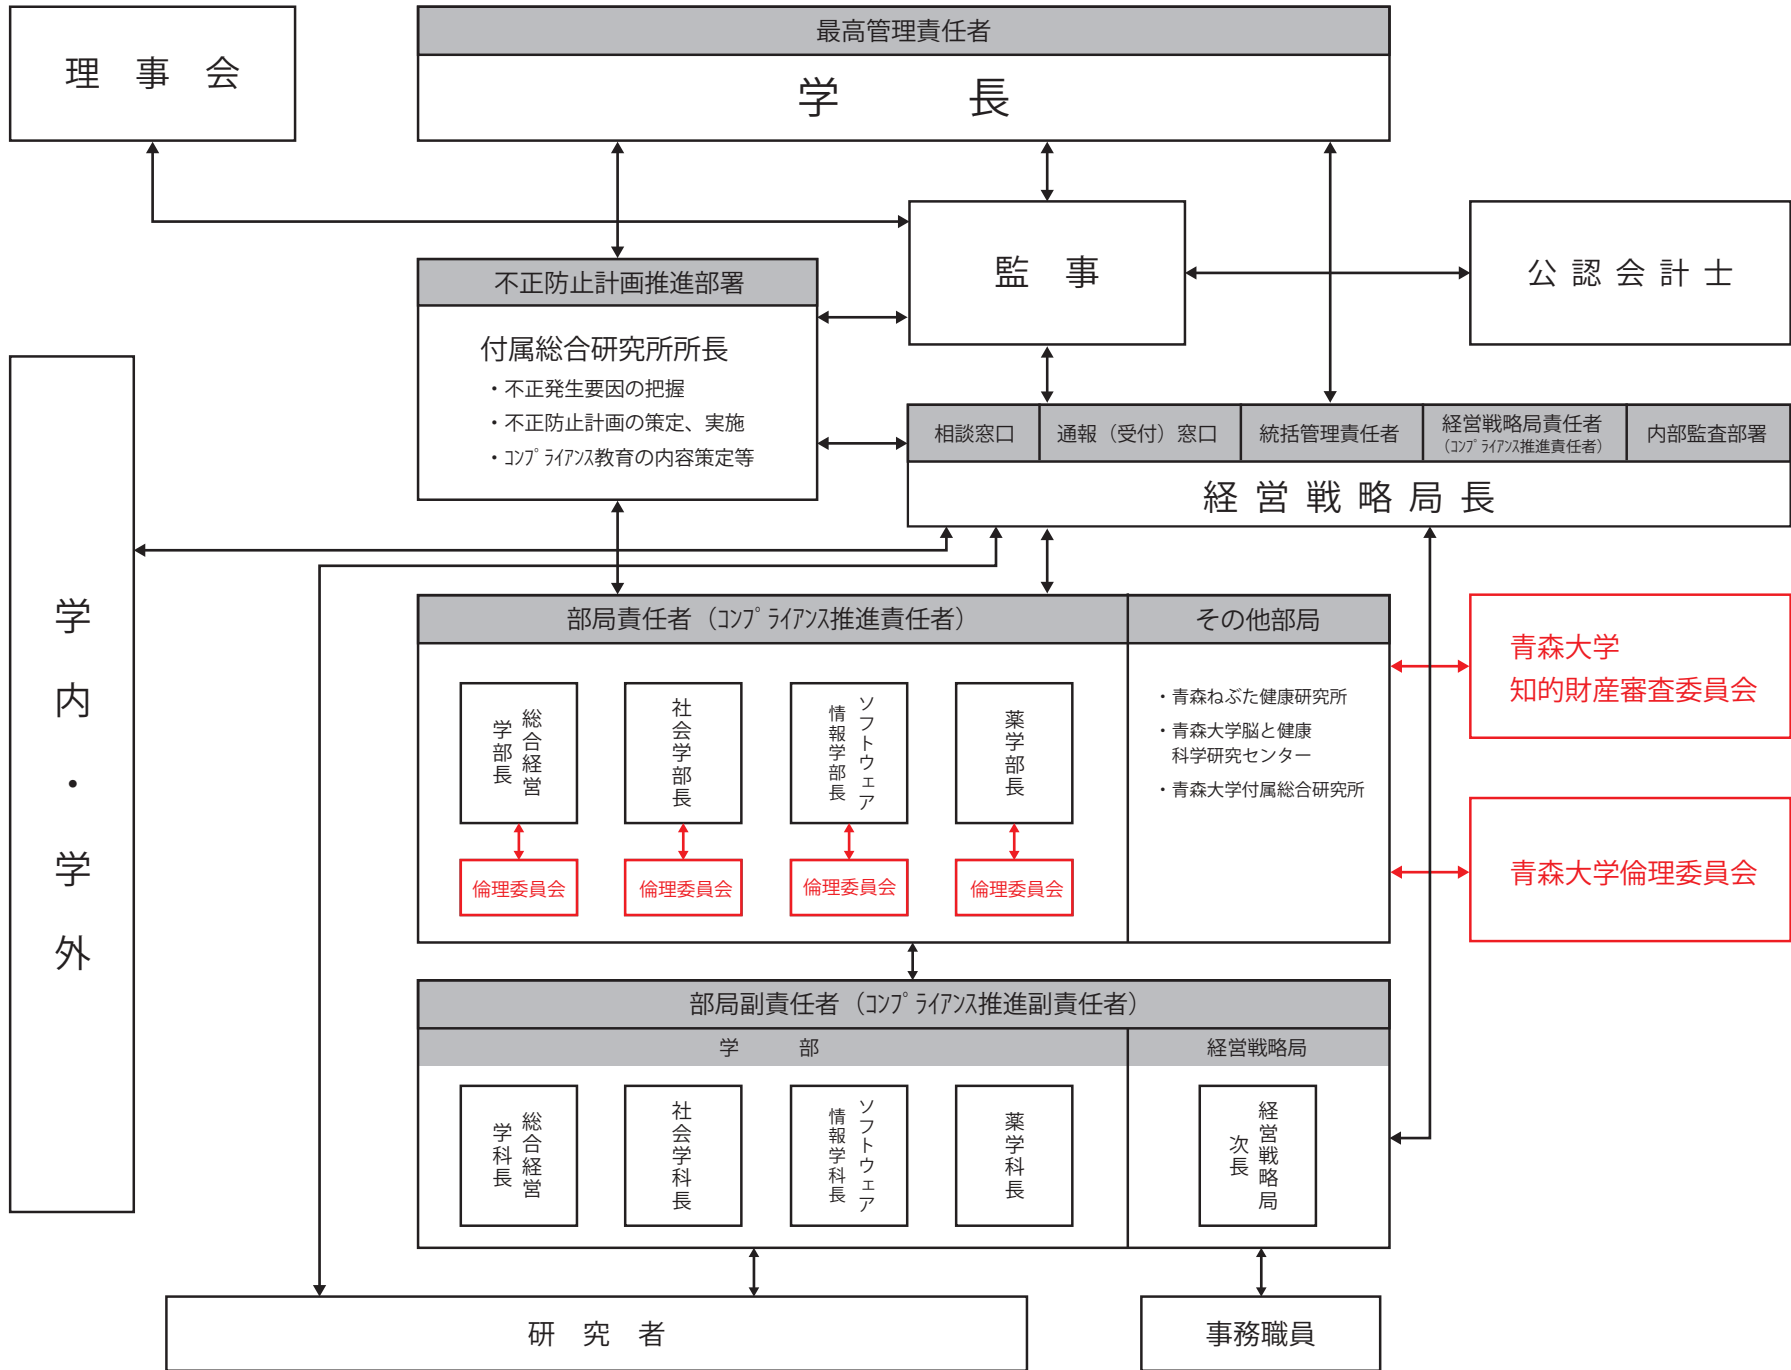 理事会
最高管理責任者
学長
監事
公認会計士
不正防止計画推進部署
付属総合研究所所長
・不正発生要因の把握
・不正防止計画の策定、実施
・ｺﾝﾌﾟﾗｲｱﾝｽ教育の内容策定等
相談窓口
通報（受付）窓口
統括管理責任者
経営戦略局責任者
（ｺﾝﾌﾟﾗｲｱﾝｽ推進責任者）
内部監査部署
経営戦略局長
学内・学外
部局責任者（ｺﾝﾌﾟﾗｲｱﾝｽ推進責任者）
その他部局
総合経営
学部長
社会学部長
ソフトウェア
情報学部長
薬学部長
倫理委員会
倫理委員会
倫理委員会
倫理委員会
・青森ねぶた健康研究所
・青森大学脳と健康
科学研究センター
・青森大学付属総合研究所
青森大学
知的財産審査委員会
青森大学倫理委員会
部局副責任者（ｺﾝﾌﾟﾗｲｱﾝｽ推進副責任者）
学部
経営戦略局
総合経営
学科長
社会学科長
ソフトウェア
情報学科長
薬学科長
経営戦略局
次長
研究者
事務職員